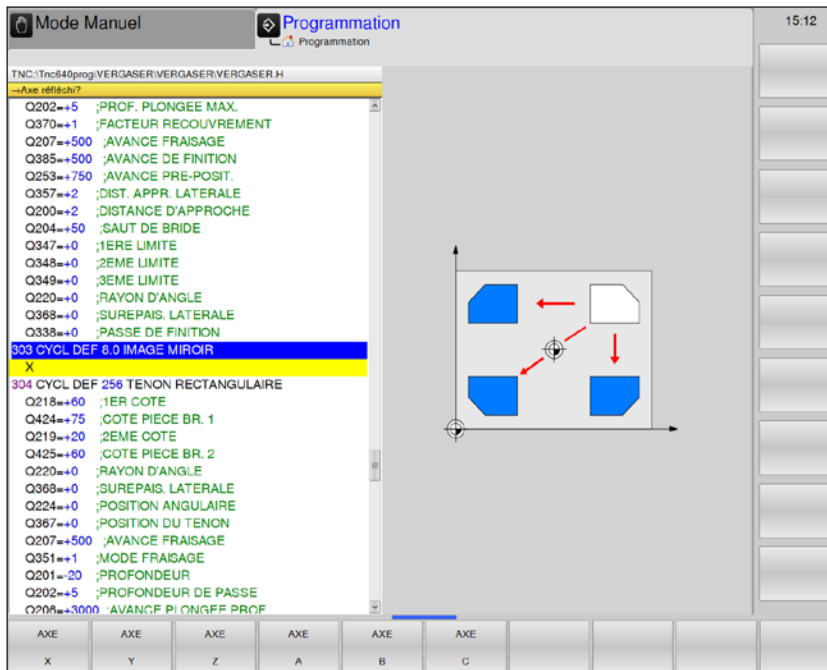 Mode Manuel
Programmation
Programmation
15:12
TNC:\Tnc640prog\VERGASER\VERGASER\VERGASER.H
→Axe réfléchi?
Q202=+5 ;PROF. PLONGEE MAX.
Q370=+1 ;FACTEUR RECOUVREMENT
Q207=+500 ;AVANCE FRAISAGE
Q385=+500 ;AVANCE DE FINITION
Q253=+750 ;AVANCE PRE-POSIT.
Q357=+2 ;DIST. APPR. LATERALE
Q200=+2 ;DISTANCE D'APPROCHE
Q204=+50 ;SAUT DE BRIDE
Q347=+0 ;1ERE LIMITE
Q348=+0 ;2EME LIMITE
Q349=+0 ;3EME LIMITE
Q220=+0 ;RAYON D'ANGLE
Q368=+0 ;SUREPAIS. LATERALE
Q338=+0 ;PASSE DE FINITION
303 CYCL DEF 8.0 IMAGE MIROIR
X
304 CYCL DEF 256 TENON RECTANGULAIRE
Q218=+60 ;1ER COTE
Q424=+75 ;COTE PIECE BR. 1
Q219=+20 ;2EME COTE
Q425=+60 ;COTE PIECE BR. 2
Q220=+0 ;RAYON D'ANGLE
Q368=+0 ;SUREPAIS. LATERALE
Q224=+0 ;POSITION ANGULAIRE
Q367=+0 ;POSITION DU TENON
Q207=+500 ;AVANCE FRAISAGE
Q351=+1 ;MODE FRAISAGE
Q201=-20 ;PROFONDEUR
Q202=+5 ;PROFONDEUR DE PASSE
Q206=+3000 ;AVANCE PLONGEE PROF
AXE AXE AXE AXE AXE AXE
X Y Z A B C